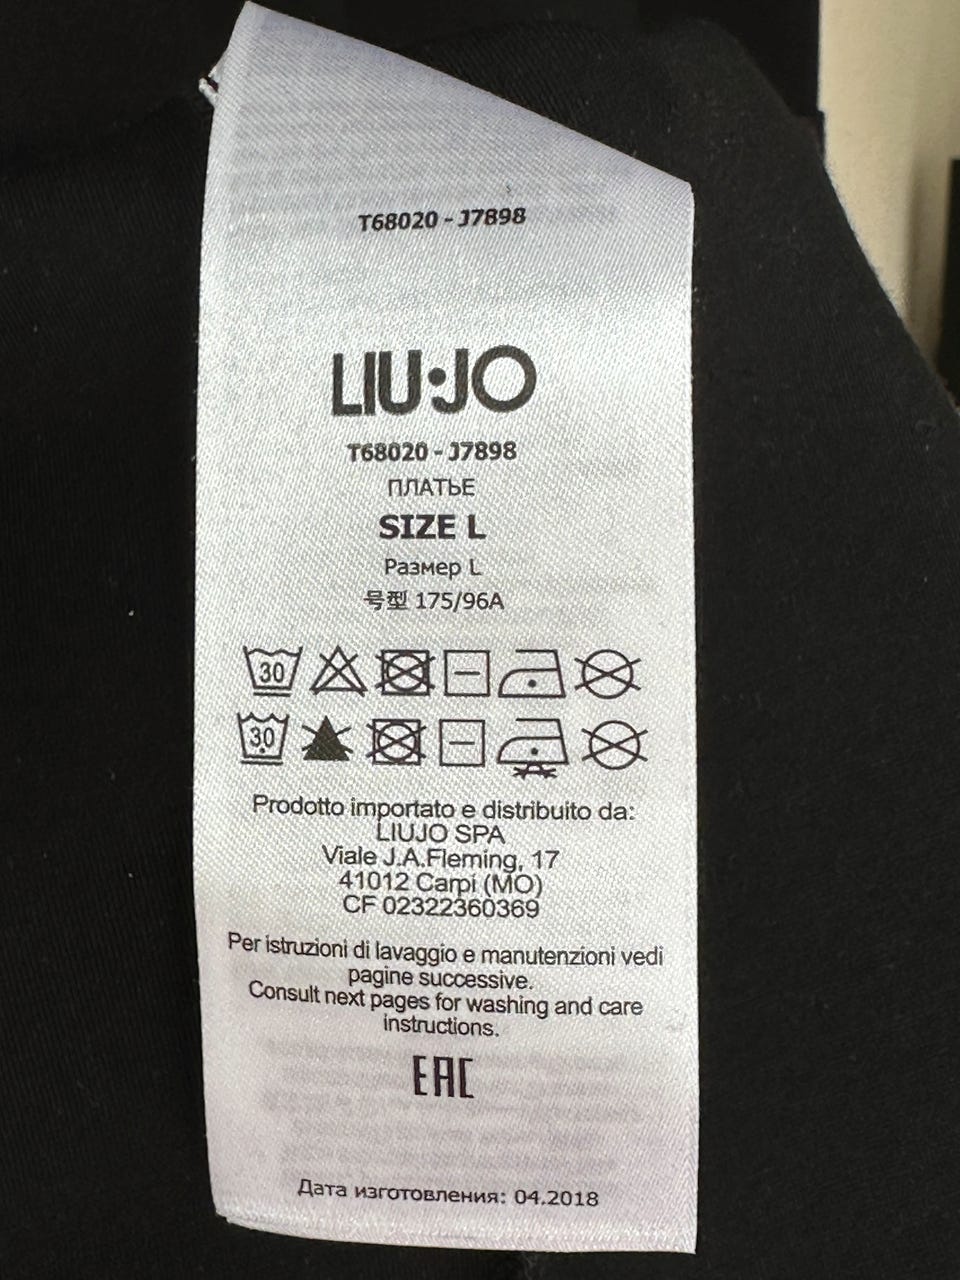 T68020 - J7898
LIU·JO
T68020 - J7898
ПЛАТЬЕ
SIZE L
Размер L
号型 175/96A
30
30
Prodotto importato e distribuito da:
LIUJO SPA
Viale J.A.Fleming, 17
41012 Carpi (MO)
CF 02322360369
Per istruzioni di lavaggio e manutenzioni vedi
pagine successive.
Consult next pages for washing and care
instructions.
EAC
Дата изготовления: 04.2018